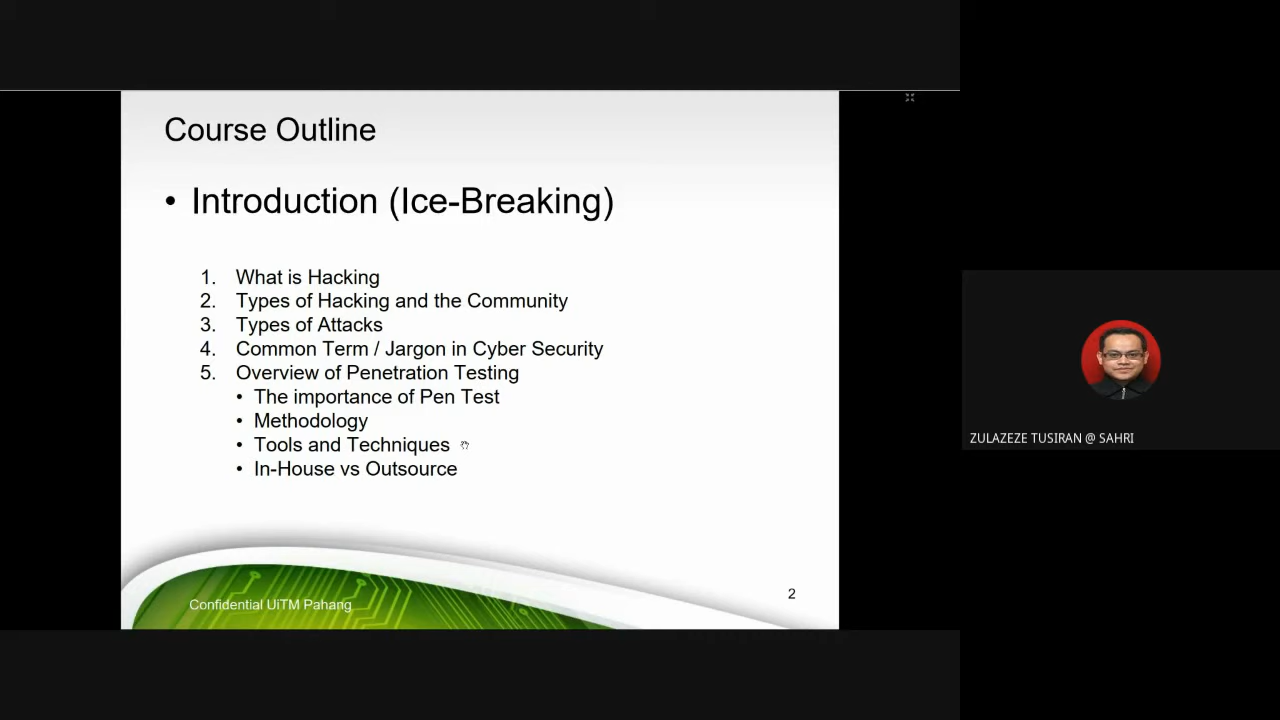 Course Outline
• Introduction (Ice-Breaking)
1. What is Hacking
2. Types of Hacking and the Community
3. Types of Attacks
4. Common Term / Jargon in Cyber Security
5. Overview of Penetration Testing
• The importance of Pen Test
• Methodology
• Tools and Techniques
• In-House vs Outsource
Confidential UiTM Pahang
2
ZULAZEZE TUSIRAN @ SAHRI